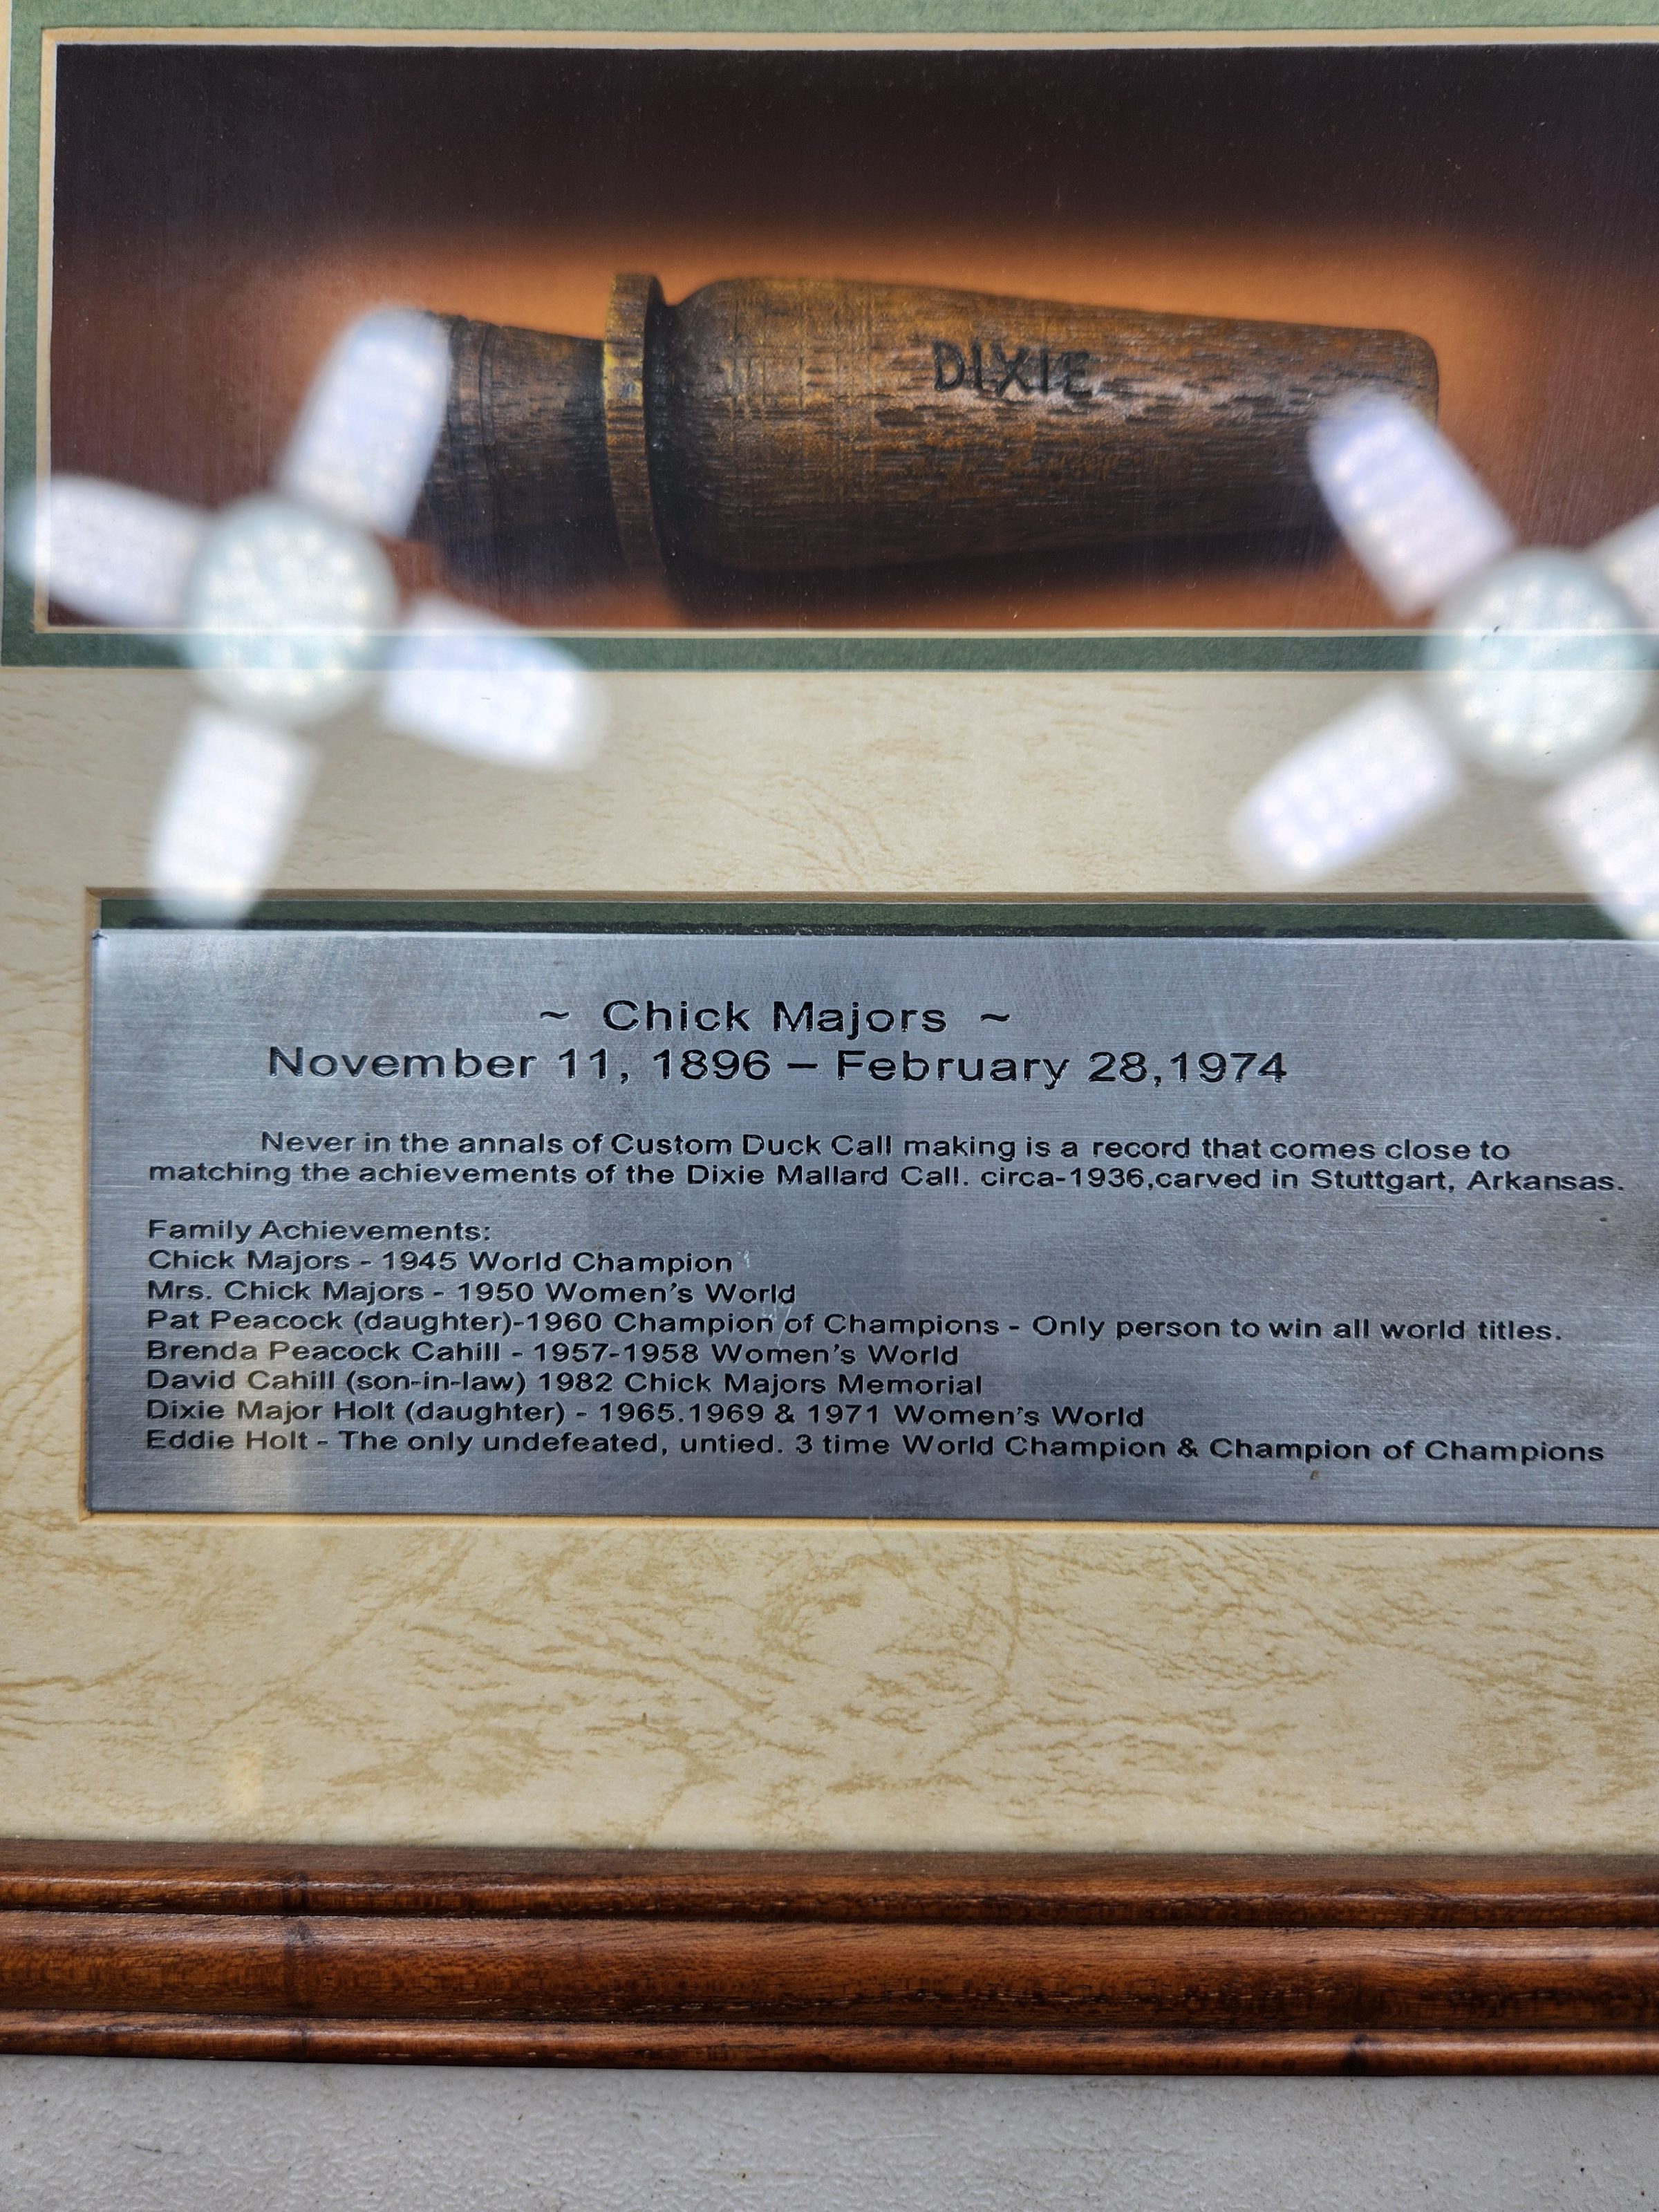 DIXIE
~ Chick Majors ~
November 11, 1896 – February 28,1974
Never in the annals of Custom Duck Call making is a record that comes close to
matching the achievements of the Dixie Mallard Call. circa-1936,carved in Stuttgart, Arkansas.
Family Achievements:
Chick Majors - 1945 World Champion
Mrs. Chick Majors - 1950 Women's World
Pat Peacock (daughter)-1960 Champion of Champions - Only person to win all world titles.
Brenda Peacock Cahill - 1957-1958 Women's World
David Cahill (son-in-law) 1982 Chick Majors Memorial
Dixie Major Holt (daughter) - 1965.1969 & 1971 Women's World
Eddie Holt - The only undefeated, untied. 3 time World Champion & Champion of Champions